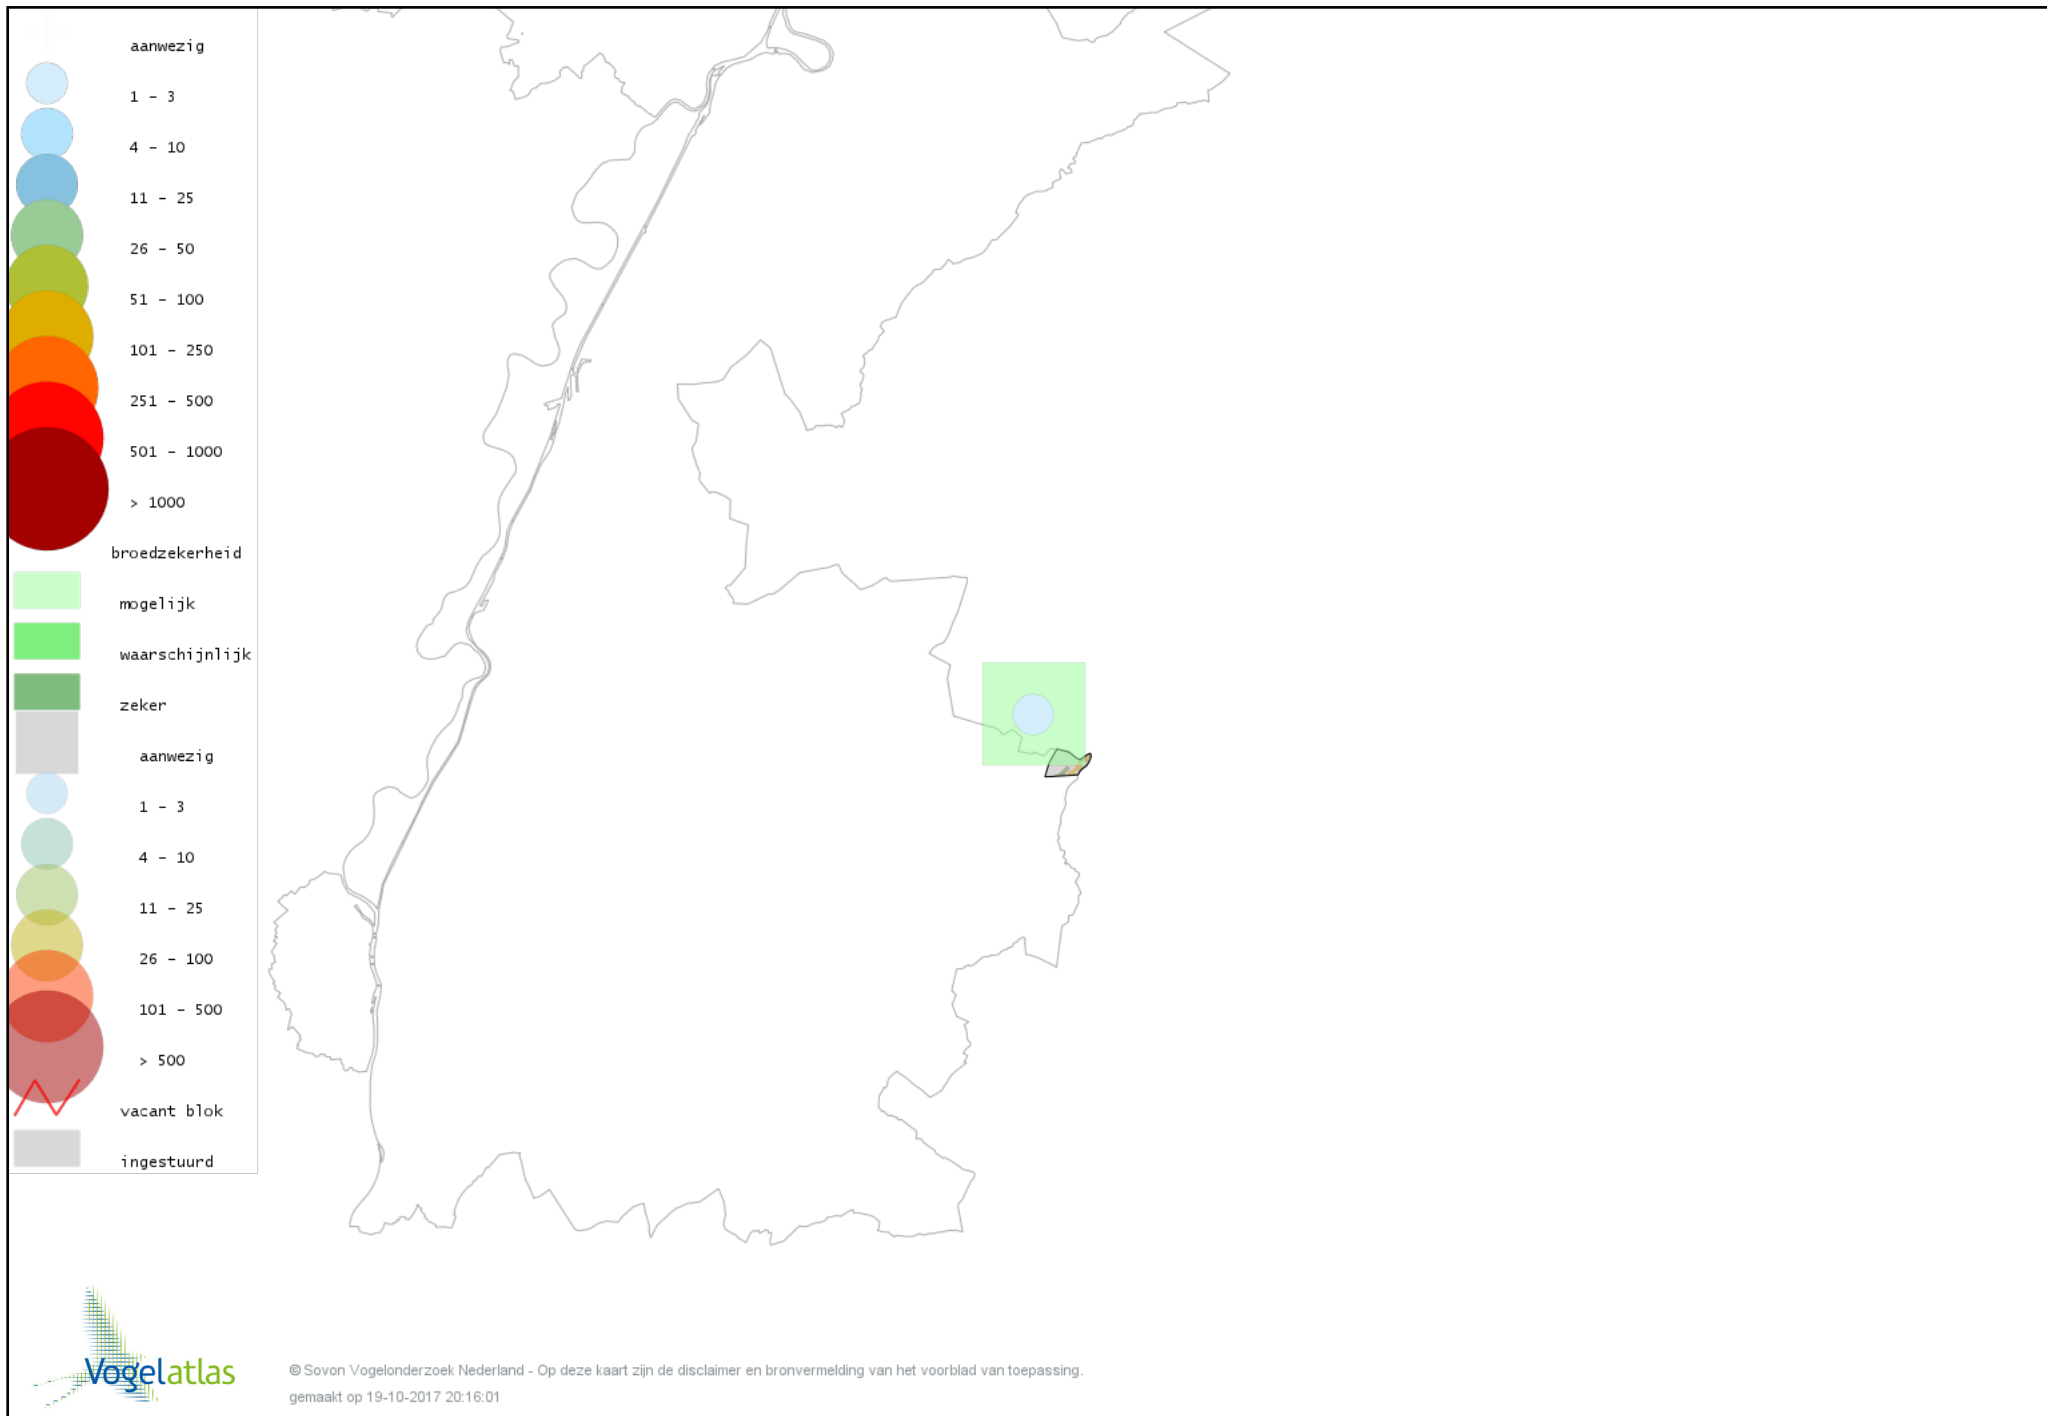 aanwezig
1 - 3
4 - 10
11 - 25
26 - 50
51 - 100
101 - 250
251 - 500
501 - 1000
> 1000
broedzekerheid
mogelijk
waarschijnlijk
zeker
aanwezig
1 - 3
4 - 10
11 - 25
26 - 100
101 - 500
> 500
vacant blok
ingestuurd
Vogelatlas
© Sovon Vogelonderzoek Nederland - Op deze kaart zijn de disclaimer en bronvermelding van het voorblad van toepassing.
gemaakt op 19-10-2017 20:16:01